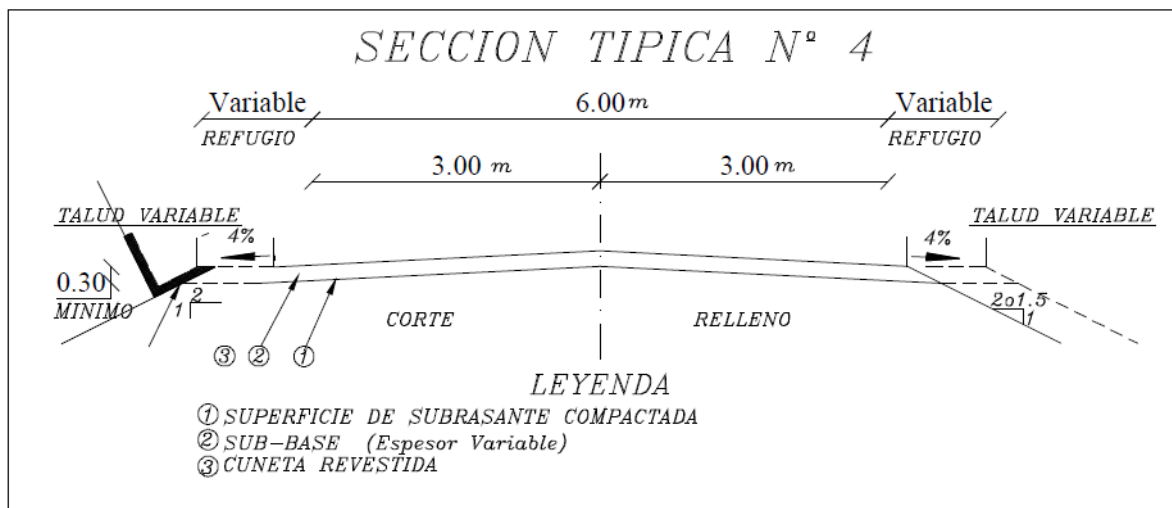 SECCION TIPICA Nº 4
Variable 6.00 m Variable
REFUGIO REFUGIO
3.00 m 3.00 m
TALUD VARIABLE TALUD VARIABLE
4% 4%
0.30
MINIMO
2
1
2o1.5
1
CORTE RELLENO
③ ② ①
LEYENDA
① SUPERFICIE DE SUBRASANTE COMPACTADA
② SUB-BASE (Espesor Variable)
③ CUNETA REVESTIDA